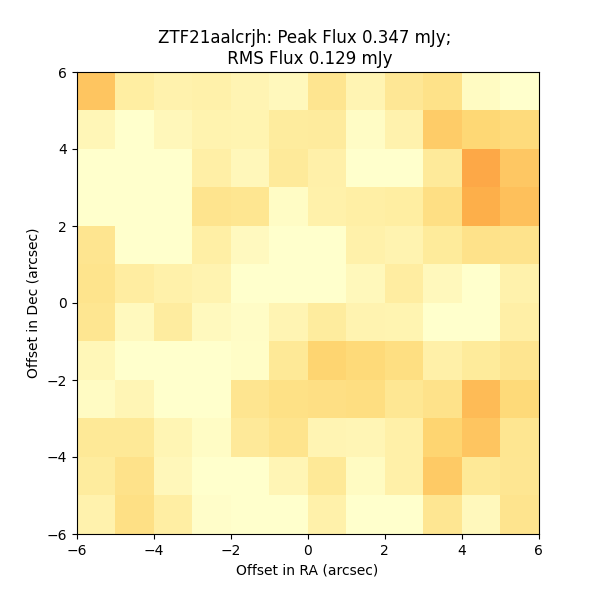 ZTF21aalcrjh: Peak Flux 0.347 mJy;
RMS Flux 0.129 mJy
6
4
2
0
−2
−4
−6
Offset in Dec (arcsec)
−6 −4 −2 0 2 4 6
Offset in RA (arcsec)